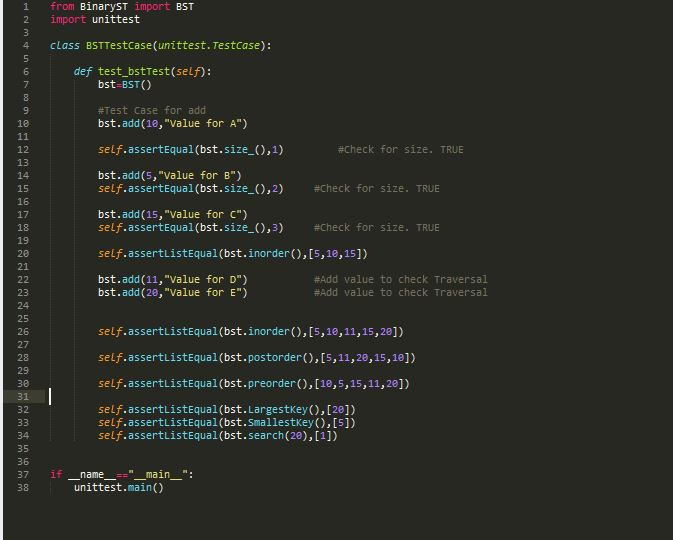 1 from BinaryST import BST
2 import unittest
3
4 class BSTTestCase(unittest.TestCase):
5
6 def test_bstTest(self):
7 bst=BST()
8
9 #Test Case for add
10 bst.add(10,"Value for A")
11
12 self.assertEqual(bst.size_(),1) #Check for size. TRUE
13
14 bst.add(5,"Value for B")
15 self.assertEqual(bst.size_(),2) #Check for size. TRUE
16
17 bst.add(15,"Value for C")
18 self.assertEqual(bst.size_(),3) #Check for size. TRUE
19
20 self.assertListEqual(bst.inorder(),[5,10,15])
21
22 bst.add(11,"Value for D") #Add value to check Traversal
23 bst.add(20,"Value for E") #Add value to check Traversal
24
25
26 self.assertListEqual(bst.inorder(),[5,10,11,15,20])
27
28 self.assertListEqual(bst.postorder(),[5,11,20,15,10])
29
30 self.assertListEqual(bst.preorder(),[10,5,15,11,20])
31
32 self.assertListEqual(bst.LargestKey(),[20])
33 self.assertListEqual(bst.SmallestKey(),[5])
34 self.assertListEqual(bst.search(20),[1])
35
36
37 if __name__=="__main__":
38 unittest.main()